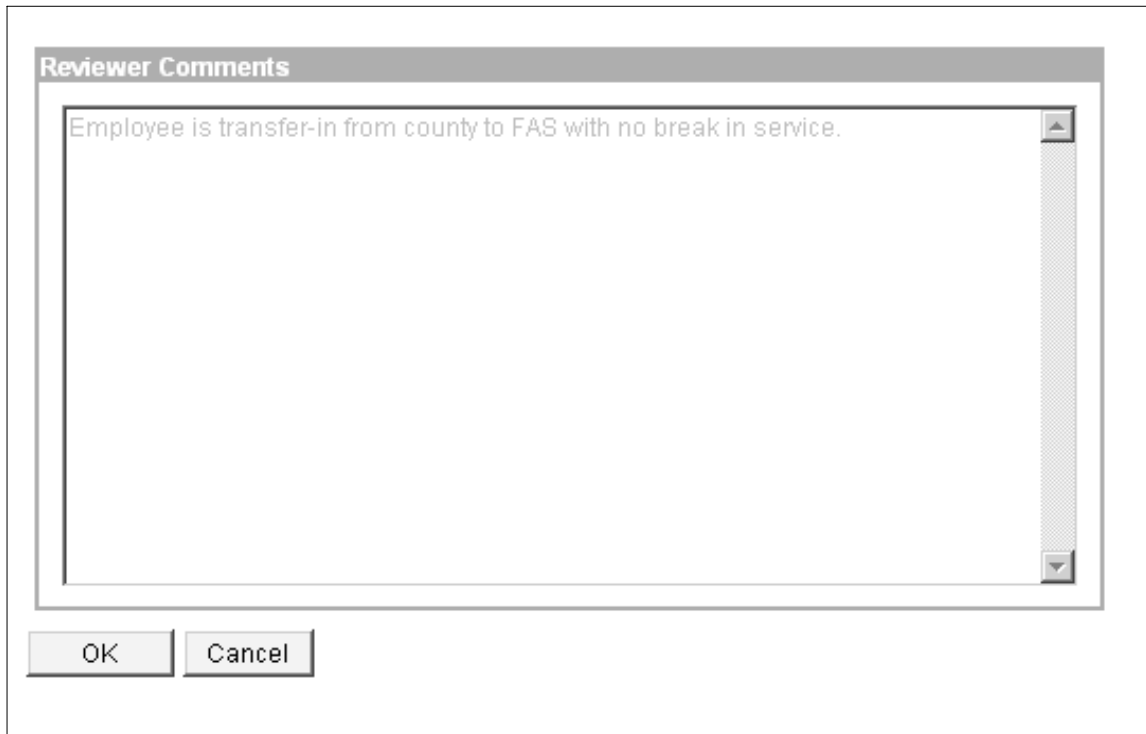 Reviewer Comments
Employee is transfer-in from county to FAS with no break in service.
OK Cancel